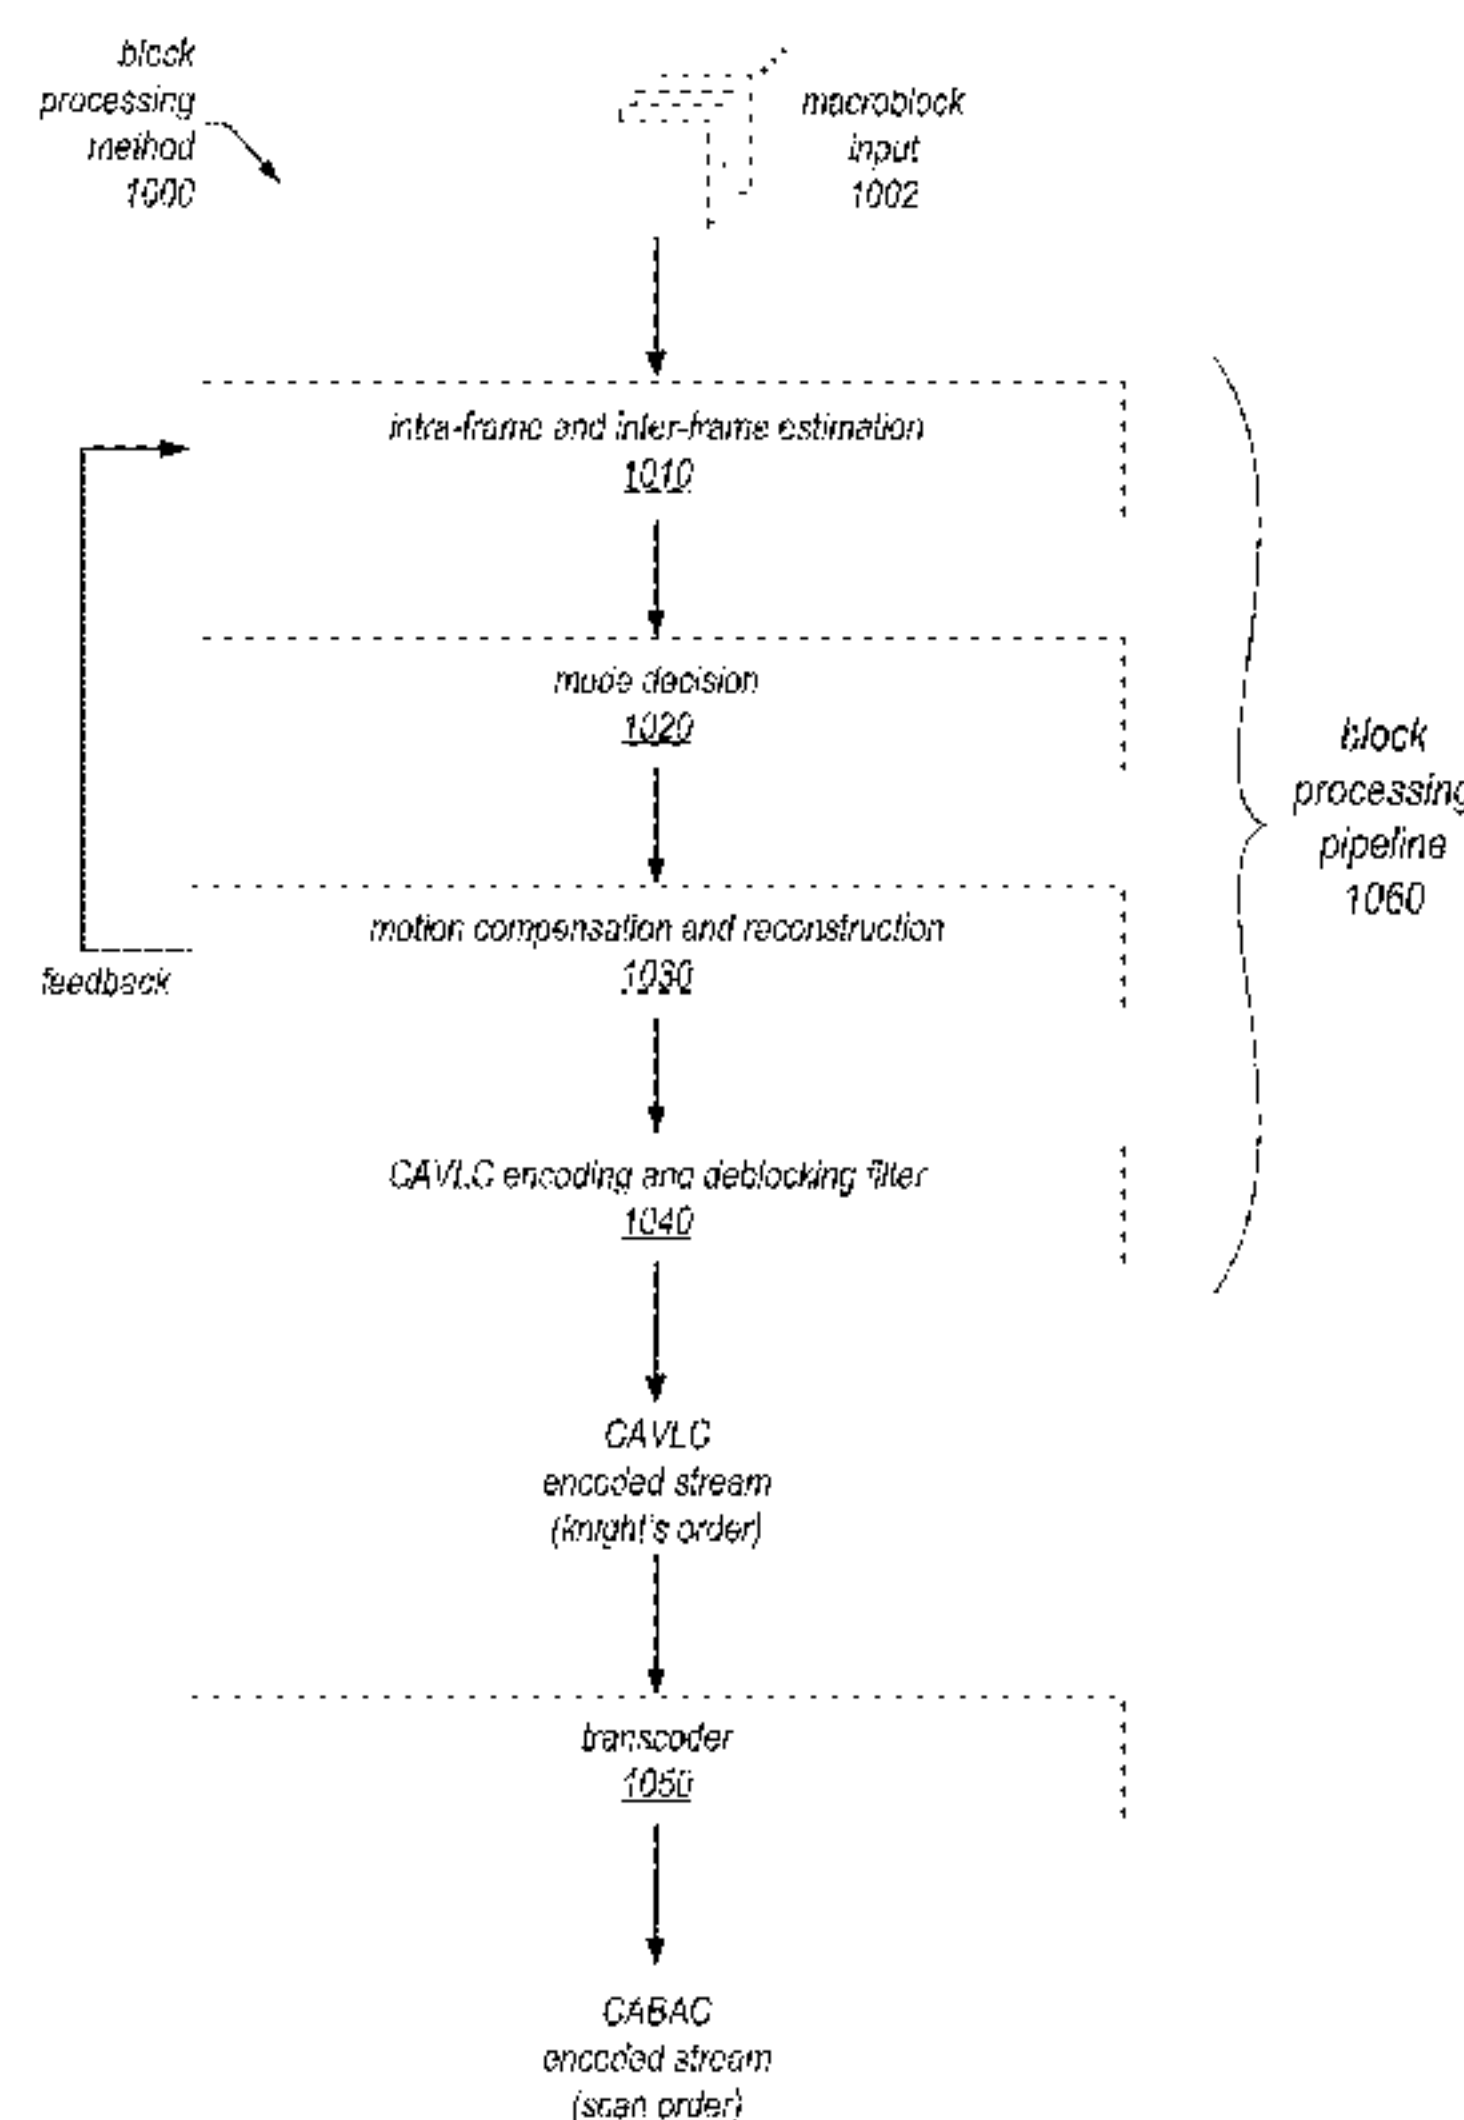 block
processing
method
1000
macroblock
input
1002
intra-frame and inter-frame estimation
1010
mode decision
1020
motion compensation and reconstruction
1030
feedback
CAVLC encoding and deblocking filter
1040
block
processing
pipeline
1060
CAVLC
encoded stream
(knight's order)
transcoder
1050
CABAC
encoded stream
(scan order)